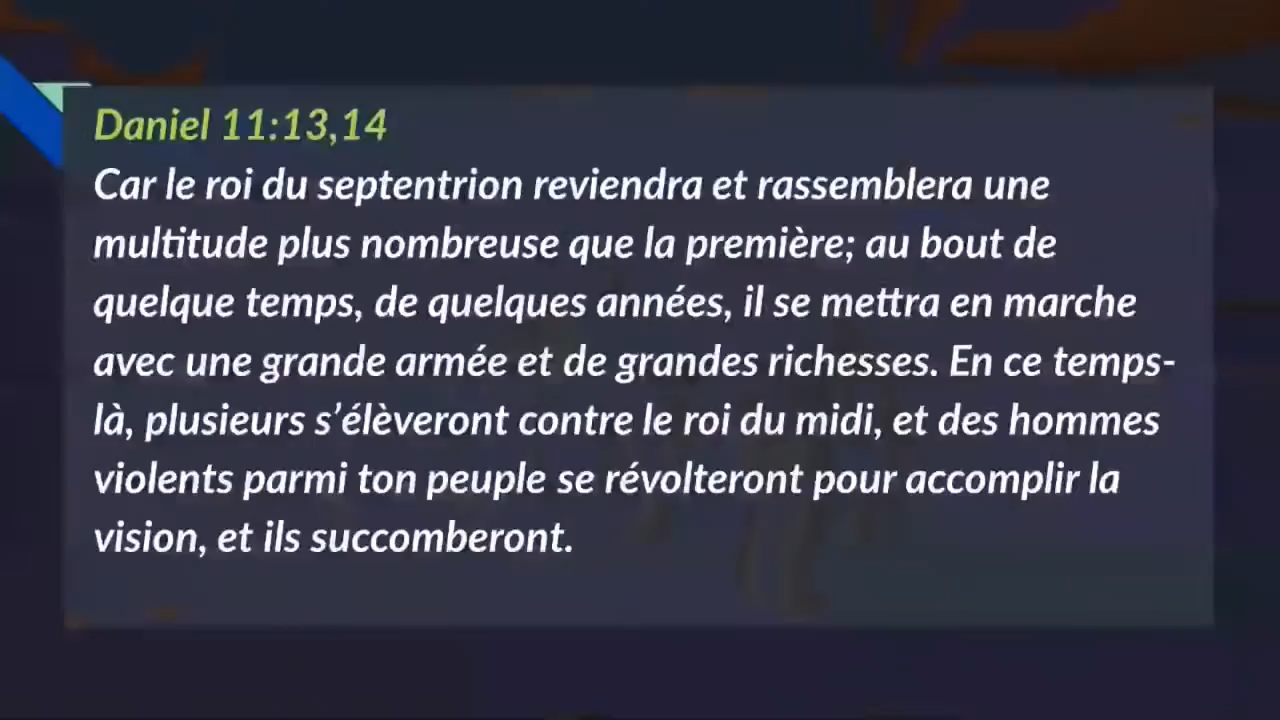 Daniel 11:13,14
Car le roi du septentrion reviendra et rassemblera une
multitude plus nombreuse que la première; au bout de
quelque temps, de quelques années, il se mettra en marche
avec une grande armée et de grandes richesses. En ce temps-
là, plusieurs s’élèveront contre le roi du midi, et des hommes
violents parmi ton peuple se révolteront pour accomplir la
vision, et ils succomberont.